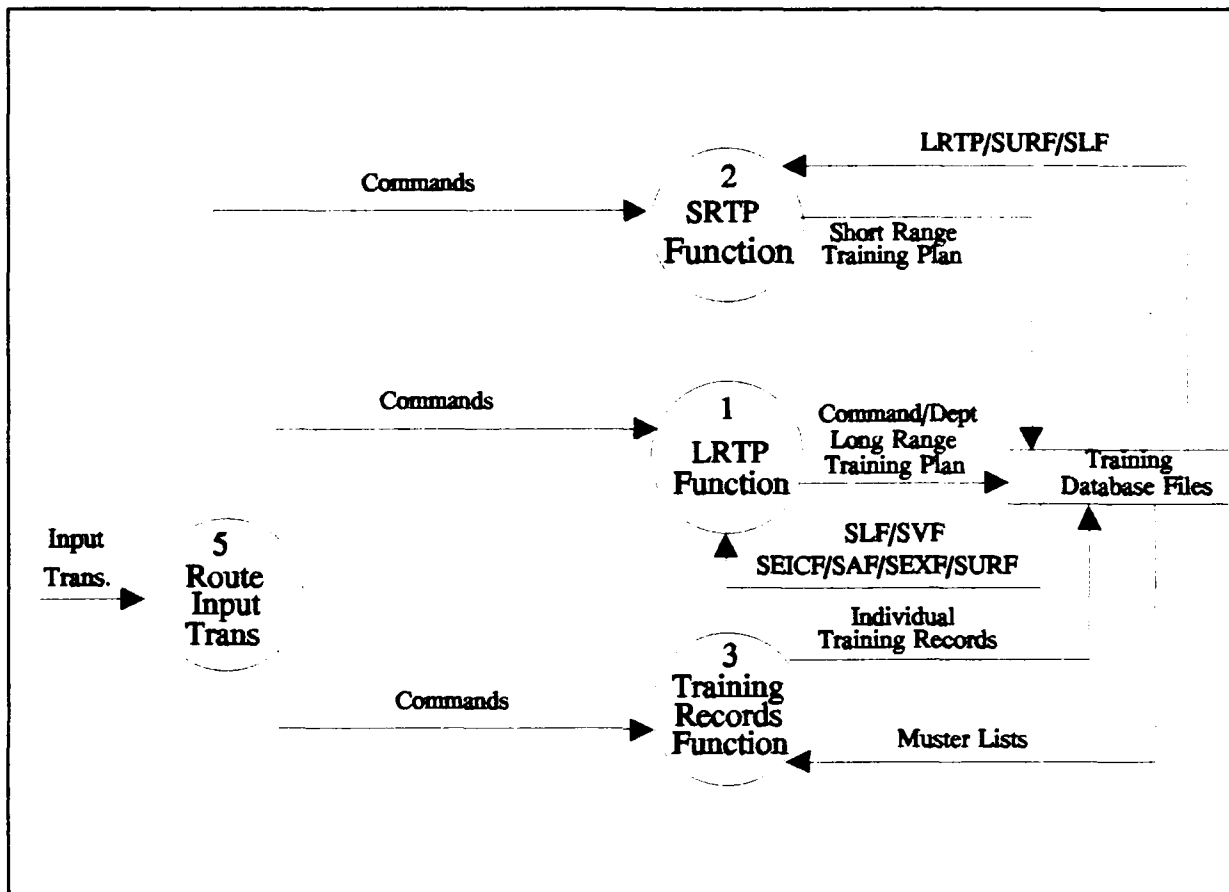 LRTP/SURF/SLF
Commands
2
SRTP
Function
Short Range
Training Plan
Commands
1
LRTP
Function
Command/Dept
Long Range
Training Plan
Training
Database Files
Input
Trans.
5
Route
Input
Trans
SLF/SVF
SEICF/SAF/SEXF/SURF
Individual
Training Records
Commands
3
Training
Records
Function
Muster Lists